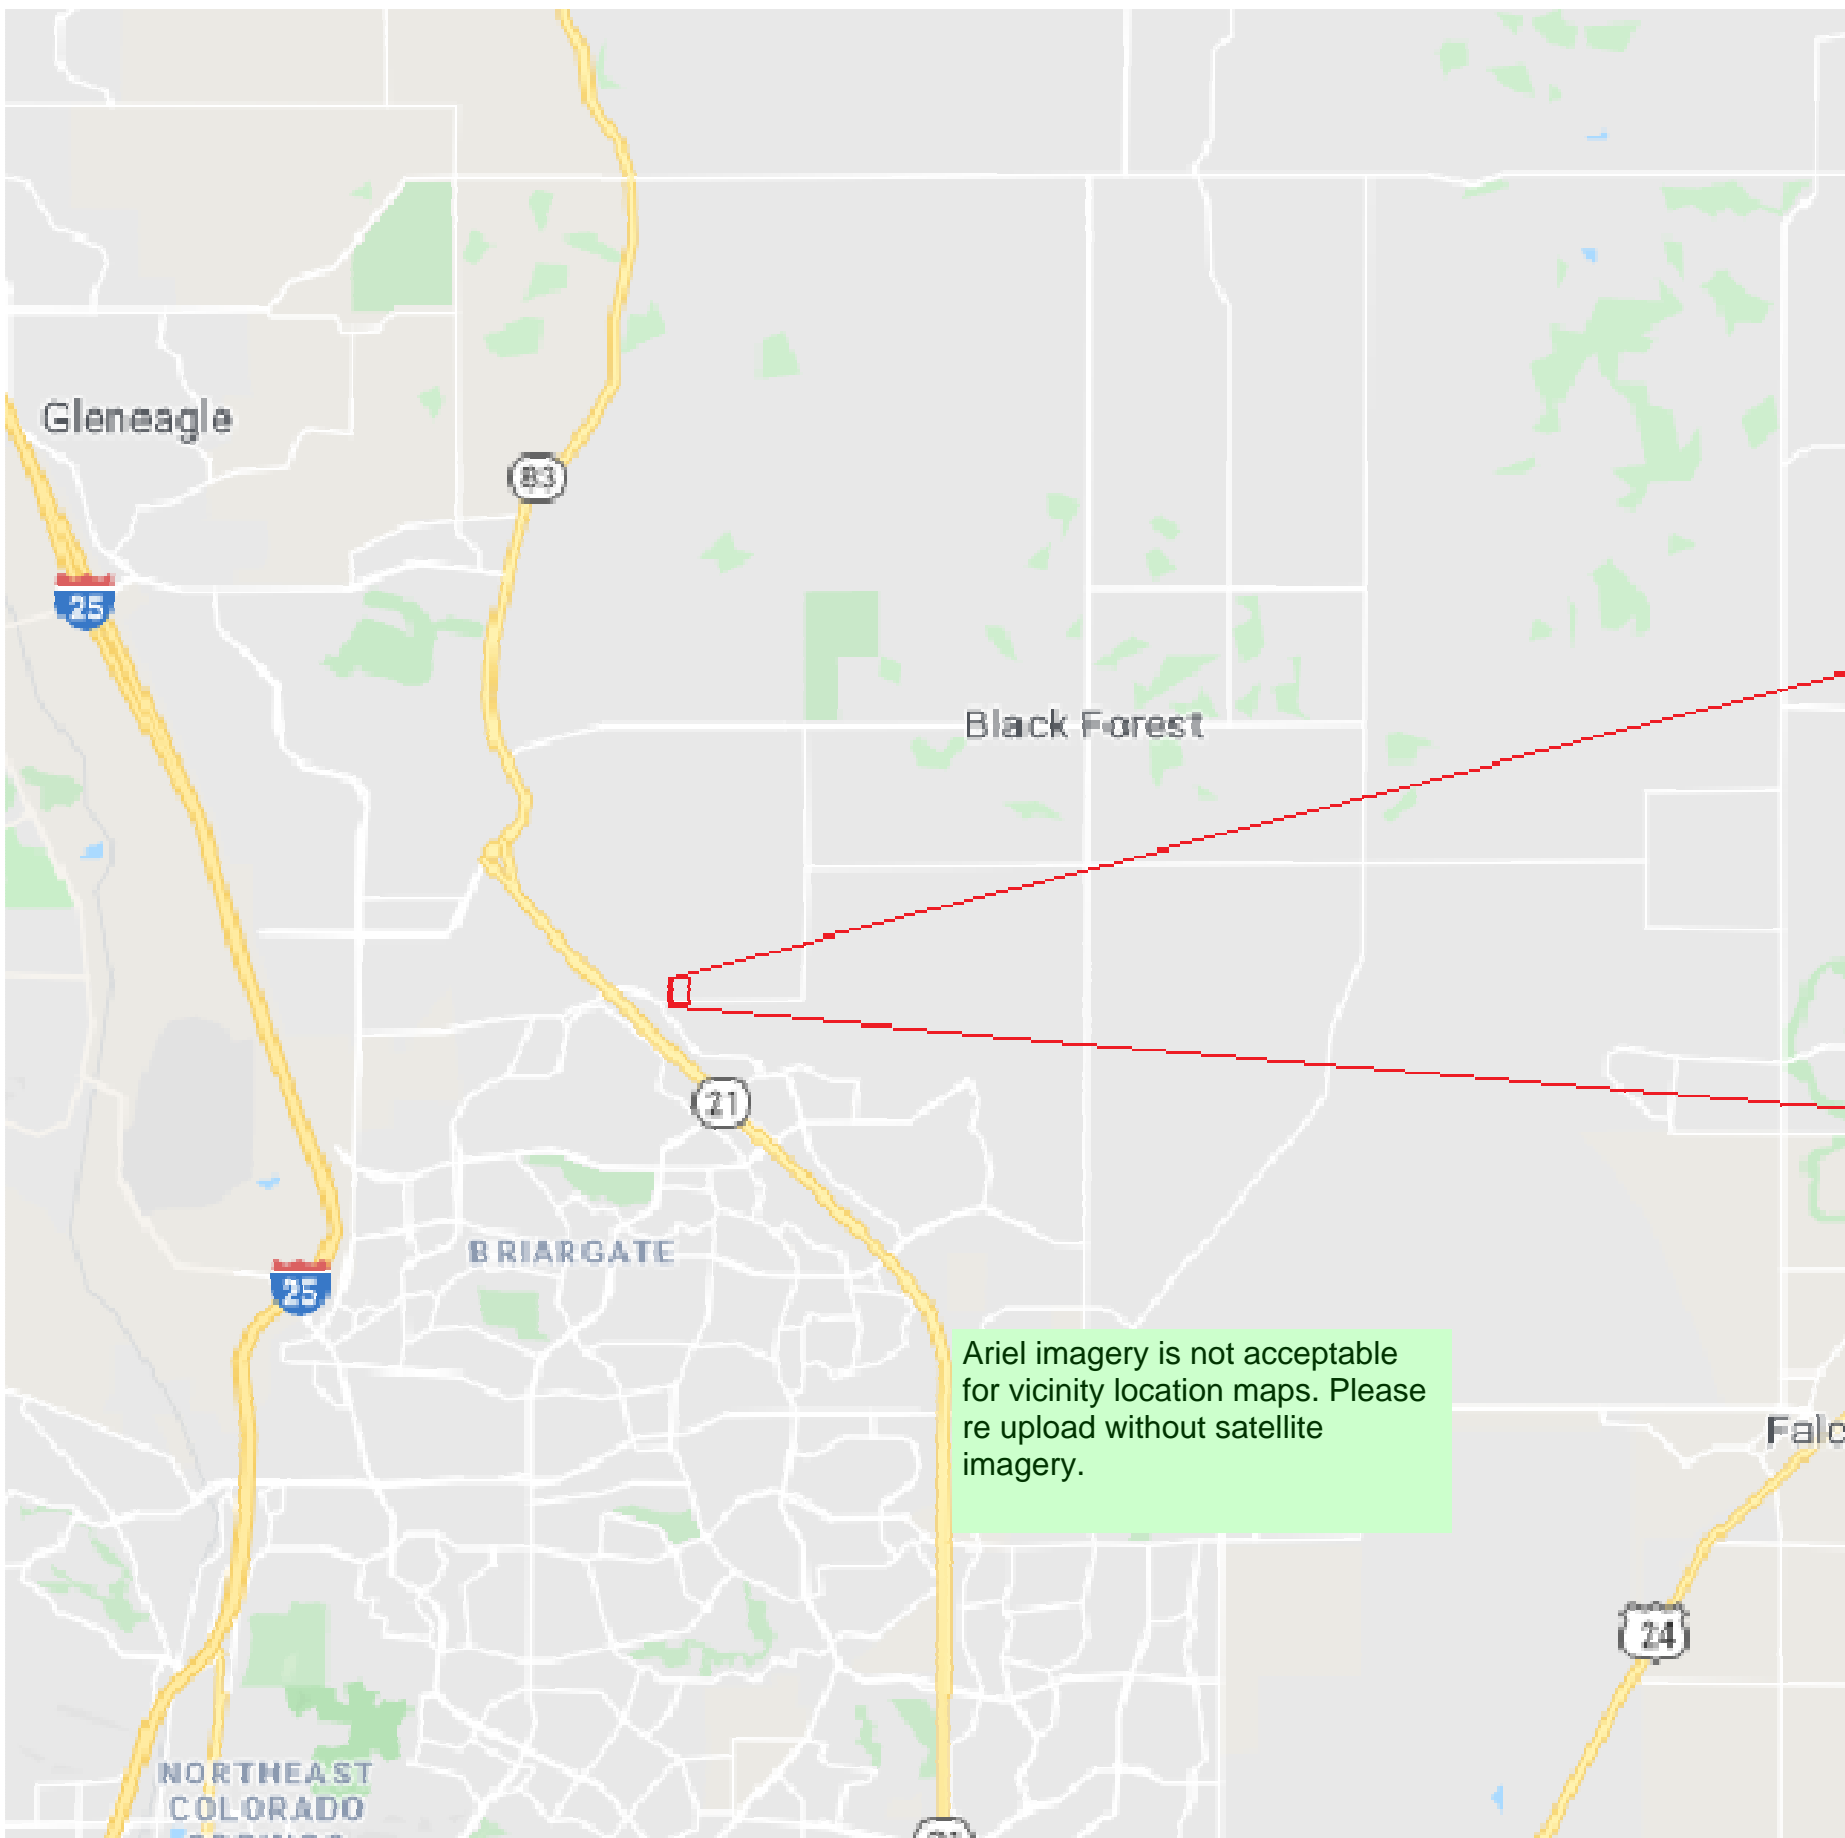 Gleneagle
83
25
Black Forest
21
BRIARGATE
25
Ariel imagery is not acceptable
for vicinity location maps. Please
re upload without satellite
imagery.
Falc
24
NORTHEAST
COLORADO